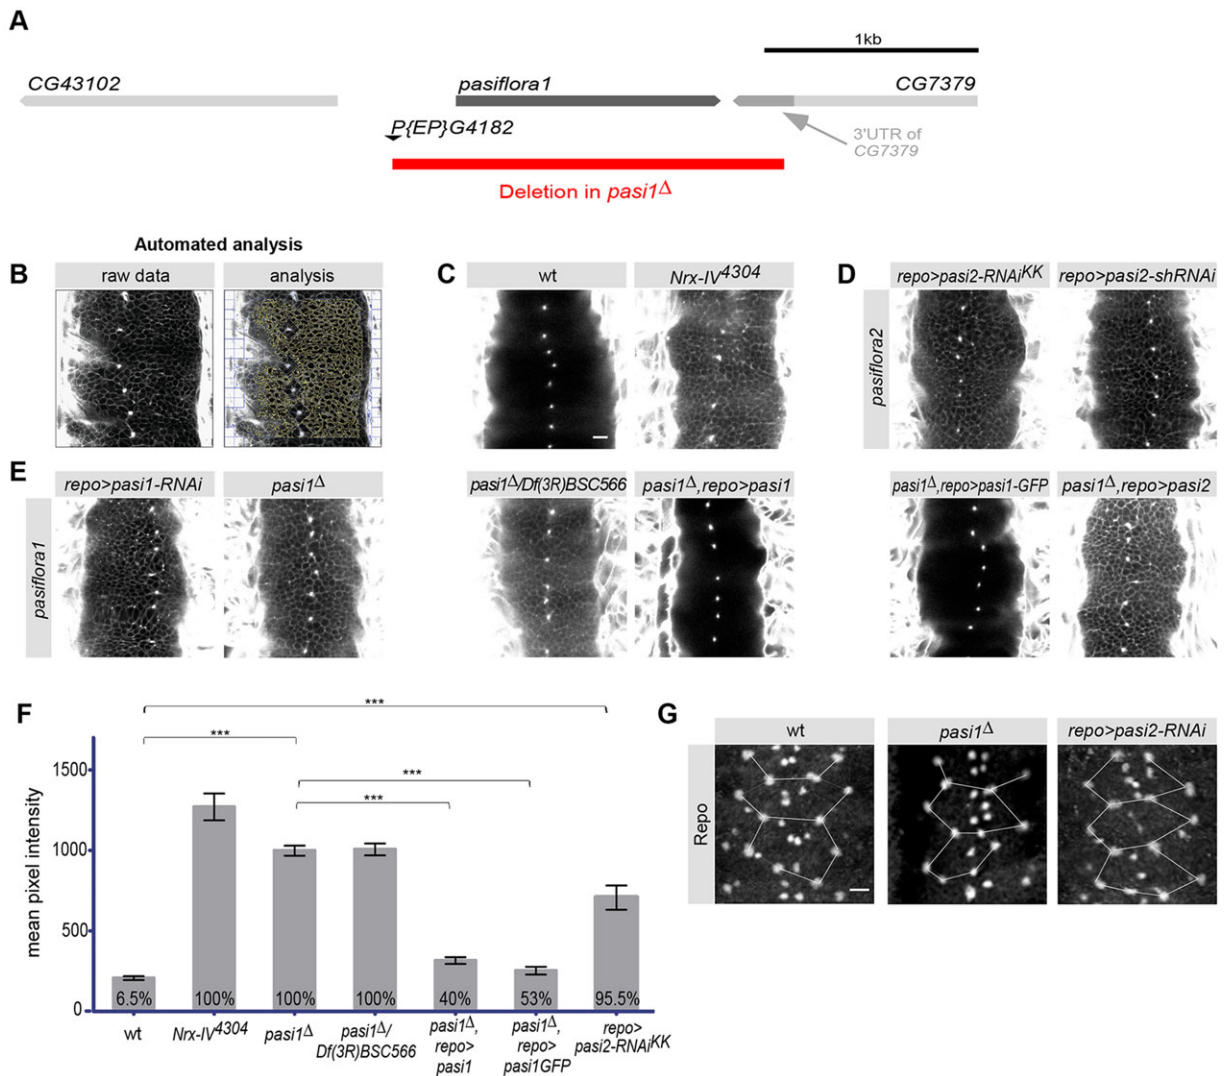 A
1kb
CG43102
pasiflora1
CG7379
P{EP}G4182
3'UTR of
CG7379
Deletion in pasi1Δ
Automated analysis
B
raw data
analysis
C
wt
Nrx-IV4304
D
repo>pasi2-RNAiKK
repo>pasi2-shRNAi
pasiflora2
E
repo>pasi1-RNAi
pasi1Δ
pasi1Δ/Df(3R)BSC566
pasi1Δ,repo>pasi1
pasi1Δ,repo>pasi1-GFP
pasi1Δ,repo>pasi2
pasiflora1
F
***
***
***
***
mean pixel intensity
1500
1000
500
0
6.5%
100%
100%
100%
40%
53%
95.5%
wt
Nrx-IV4304
pasi1Δ
pasi1Δ/
Df(3R)BSC566
pasi1Δ,
repo>
pasi1
pasi1Δ,
repo>
pasi1GFP
repo>
pasi2-RNAiKK
G
wt
pasi1Δ
repo>pasi2-RNAi
Repo